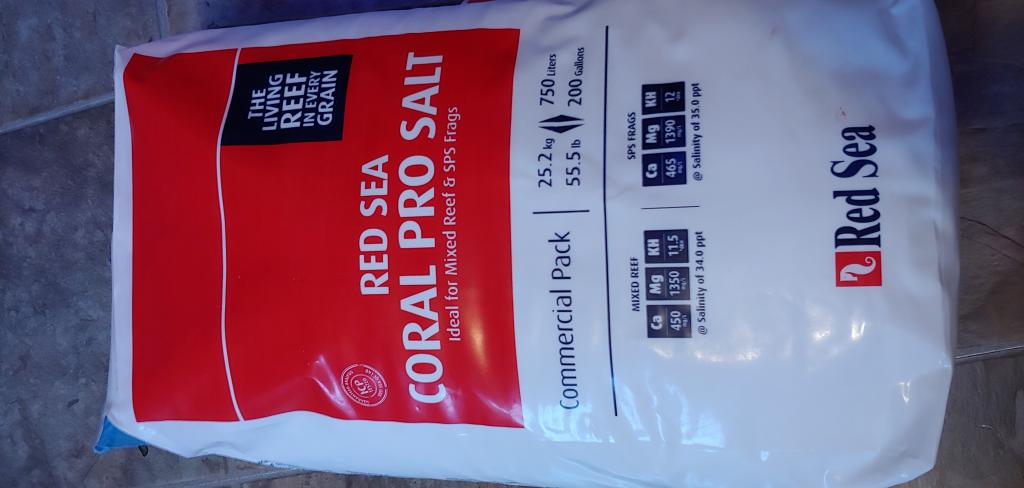 THE
LIVING
REEF
IN EVERY
GRAIN
RED SEA
CORAL PRO SALT
Ideal for Mixed Reef & SPS Frags
ICP
Commercial Pack
25.2 kg 750 Liters
55.5 lb 200 Gallons
MIXED REEF
Ca Mg KH
450 1350 11.5
@ Salinity of 34.0 ppt
SPS FRAGS
Ca Mg KH
465 1390 12
@ Salinity of 35.0 ppt
Red Sea